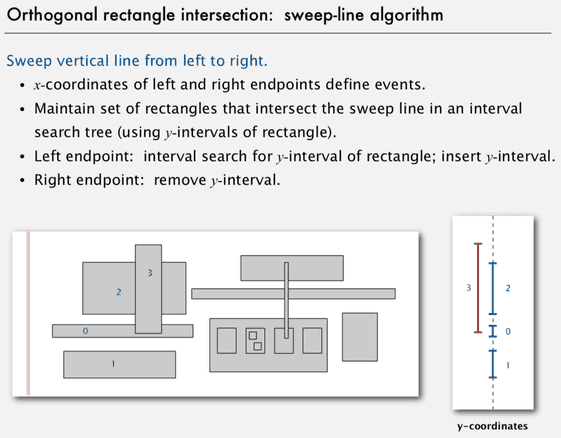 Orthogonal rectangle intersection: sweep-line algorithm
Sweep vertical line from left to right.
• x-coordinates of left and right endpoints define events.
• Maintain set of rectangles that intersect the sweep line in an interval
search tree (using y-intervals of rectangle).
• Left endpoint: interval search for y-interval of rectangle; insert y-interval.
• Right endpoint: remove y-interval.
3
2
0
1
3
2
0
1
y-coordinates